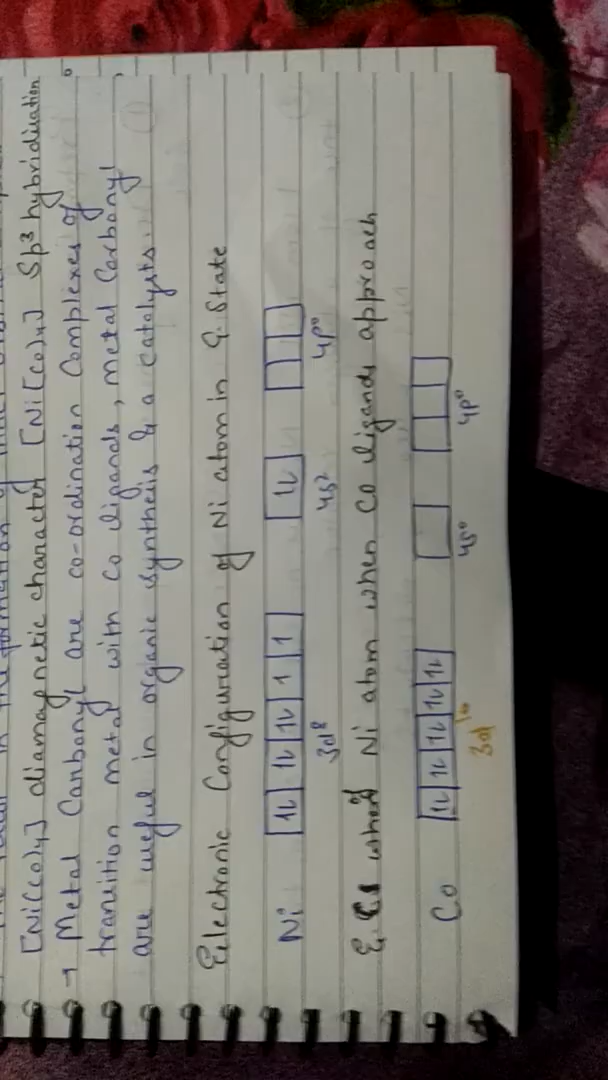 [Ni(Co)4] diamagnetic character [Ni[Co)4] Sp3 hybridisation.
→ Metal Carbonyl are co-ordination Complexes of
transition metal with Co ligands, metal Carbonyl
are useful in organic synthesis & a catalysts.
Electronic Configuration of Ni atom in G. State
Ni 1L 1L 1L 1 1 1L
3d8 4s2 4p0
E. C when Ni atom when CO ligands approach
Co 1L 1L 1L 1L 1L
3d10 4s0 4p0